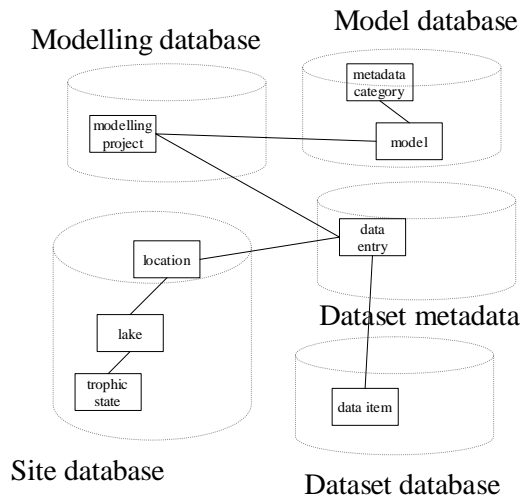 Model database
Modelling database
metadata
category
modelling
project
model
data
entry
location
Dataset metadata
lake
trophic
state
data item
Site database
Dataset database